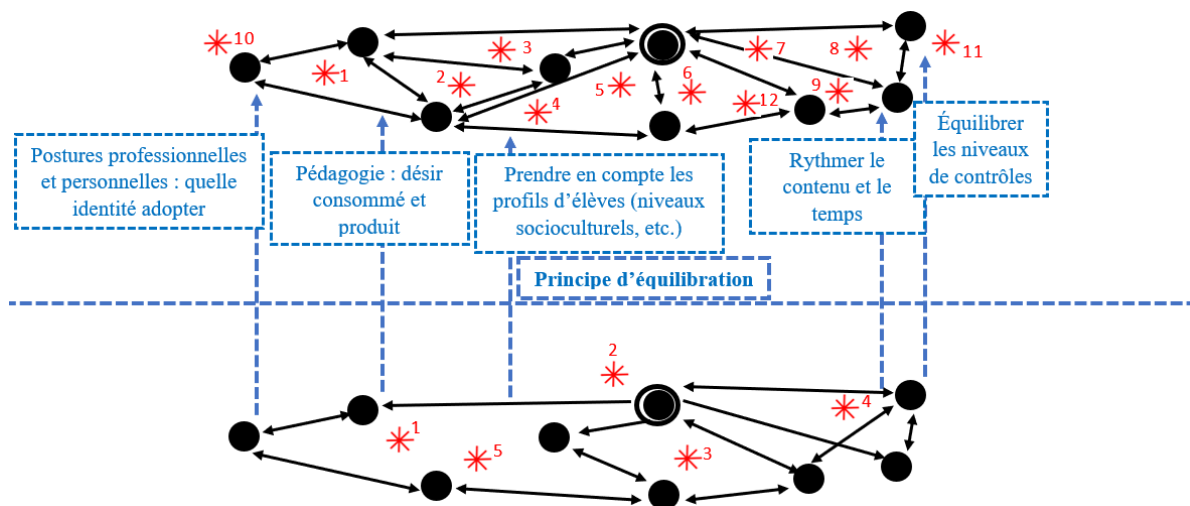 10
1
2
3
4
5
6
7
8
9
11
12
Postures professionnelles
et personnelles : quelle
identité adopter
Pédagogie : désir
consommé et
produit
Prendre en compte les
profils d’élèves (niveaux
socioculturels, etc.)
Rythmer le
contenu et le
temps
Équilibrer
les niveaux
de contrôles
Principe d’équilibration
2
1
5
3
4